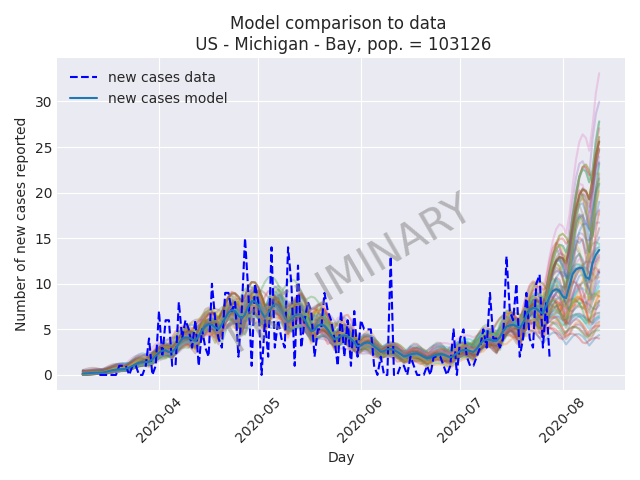 Model comparison to data
US - Michigan - Bay, pop. = 103126
new cases data
new cases model
Number of new cases reported
30
25
20
15
10
5
0
2020-04
2020-05
2020-06
2020-07
2020-08
Day